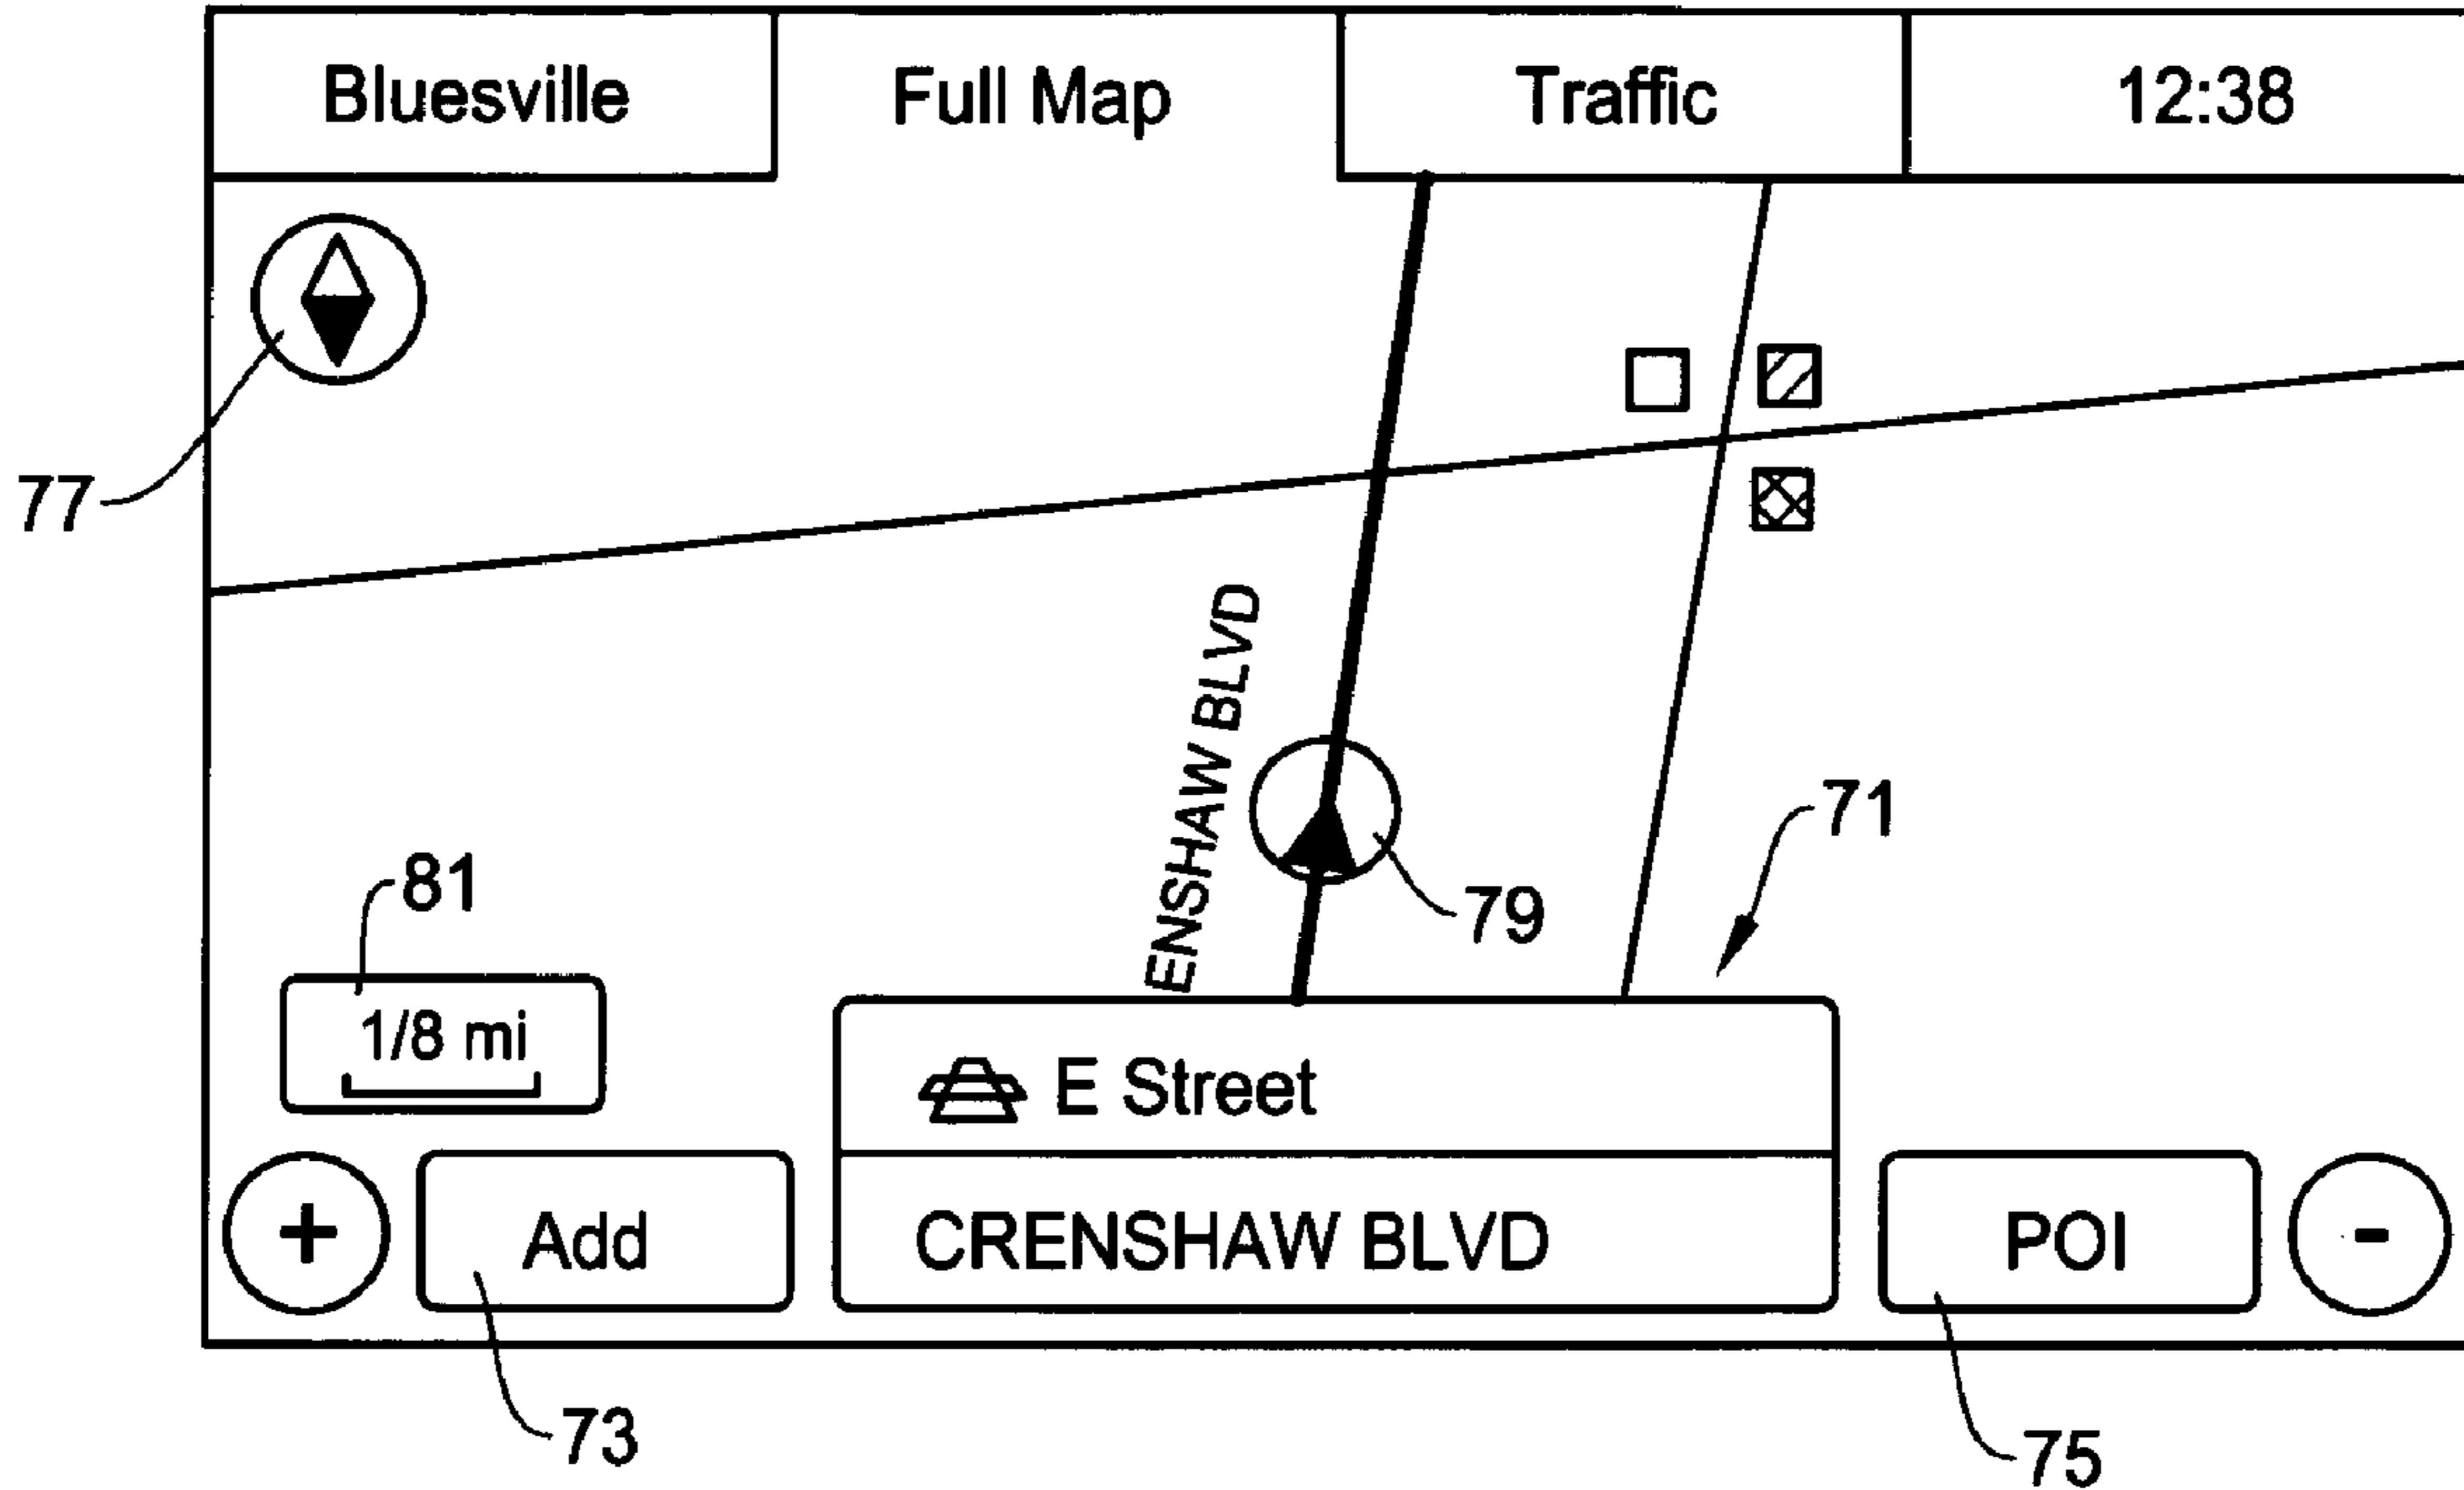 Bluesville
Full Map
Traffic
12:38
77
ENSHAW BLVD
71
81
79
1/8 mi
E Street
+
Add
CRENSHAW BLVD
POI
-
73
75